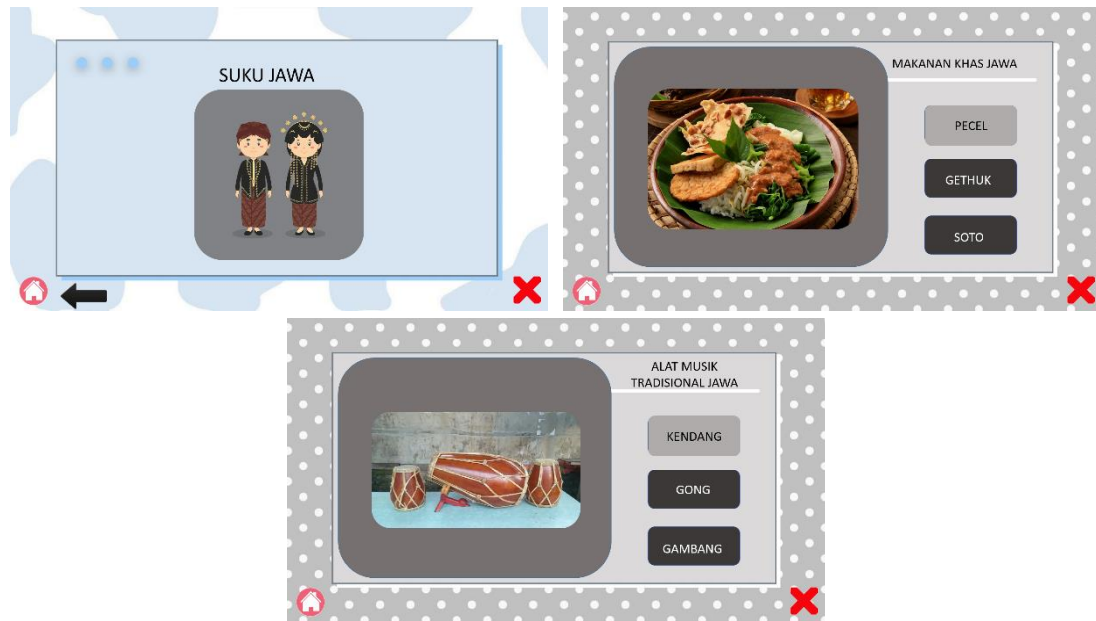 SUKU JAWA
MAKANAN KHAS JAWA
PECEL
GETHUK
SOTO
ALAT MUSIK
TRADISIONAL JAWA
KENDANG
GONG
GAMBANG